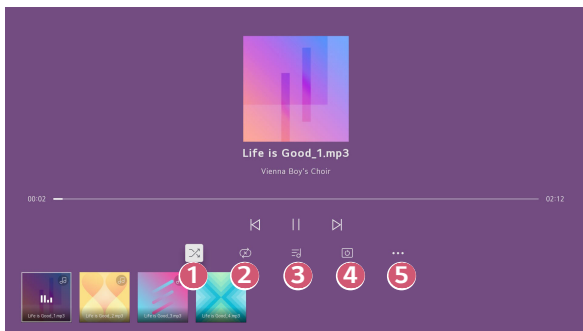 Life is Good_1.mp3
Vienna Boy's Choir
00:02
02:12
1 2 3 4 5
Life is Good_1.mp3 Life is Good_2.mp3 Life is Good_3.mp3 Life is Good_4.mp3